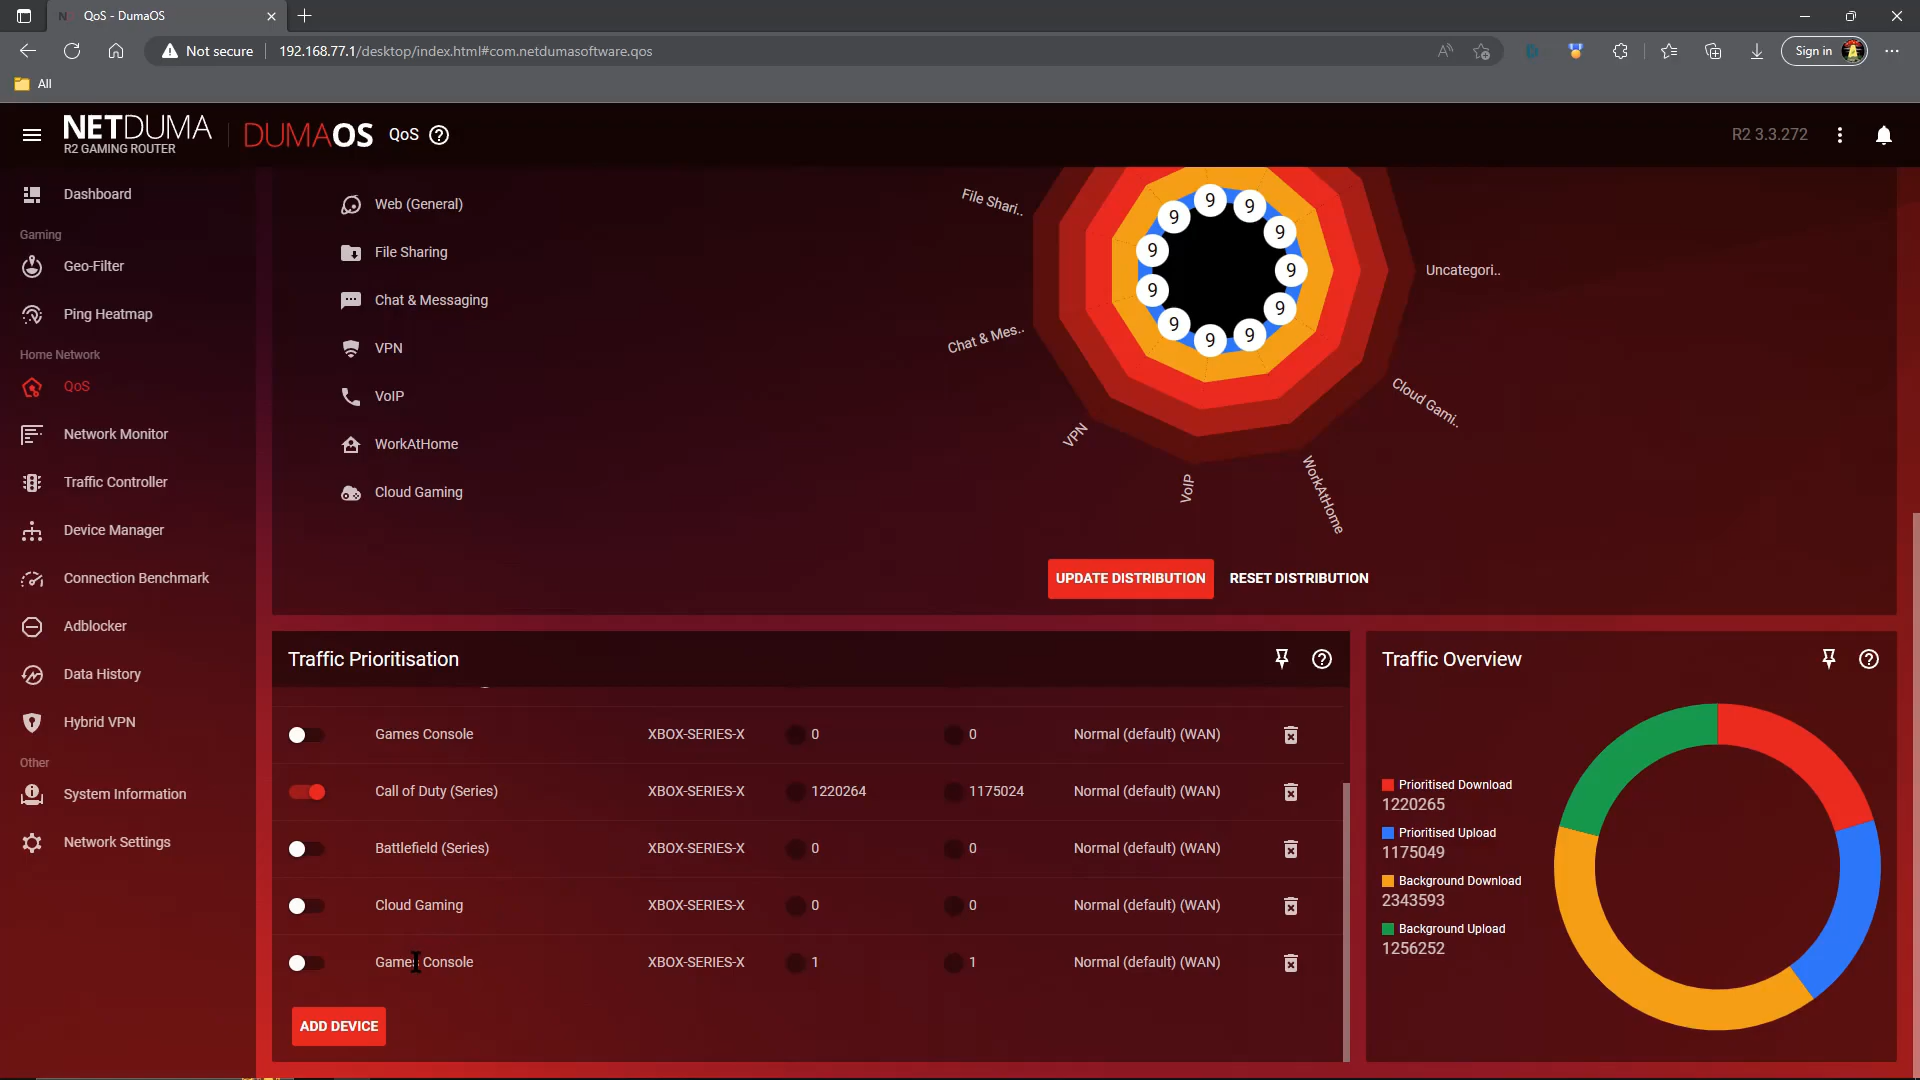 QoS - DumaOS
Not secure
192.168.77.1/desktop/index.html#com.netdumasoftware.qos
Sign in
All
NETDUMA
R2 GAMING ROUTER
DUMAOS
QoS
R2 3.3.272
Dashboard
Gaming
Geo-Filter
Ping Heatmap
Home Network
QoS
Network Monitor
Traffic Controller
Device Manager
Connection Benchmark
Adblocker
Data History
Hybrid VPN
Other
System Information
Network Settings
Web (General)
File Sharing
Chat & Messaging
VPN
VoIP
WorkAtHome
Cloud Gaming
File Shari..
Chat & Mes..
VPN
VoIP
WorkAtHome
Cloud Gami..
Uncategori..
9
9
9
9
9
9
9
9
9
9
9
UPDATE DISTRIBUTION
RESET DISTRIBUTION
Traffic Prioritisation
Games Console XBOX-SERIES-X 0 0 Normal (default) (WAN)
Call of Duty (Series) XBOX-SERIES-X 1220264 1175024 Normal (default) (WAN)
Battlefield (Series) XBOX-SERIES-X 0 0 Normal (default) (WAN)
Cloud Gaming XBOX-SERIES-X 0 0 Normal (default) (WAN)
Games Console XBOX-SERIES-X 1 1 Normal (default) (WAN)
ADD DEVICE
Traffic Overview
Prioritised Download
1220265
Prioritised Upload
1175049
Background Download
2343593
Background Upload
1256252